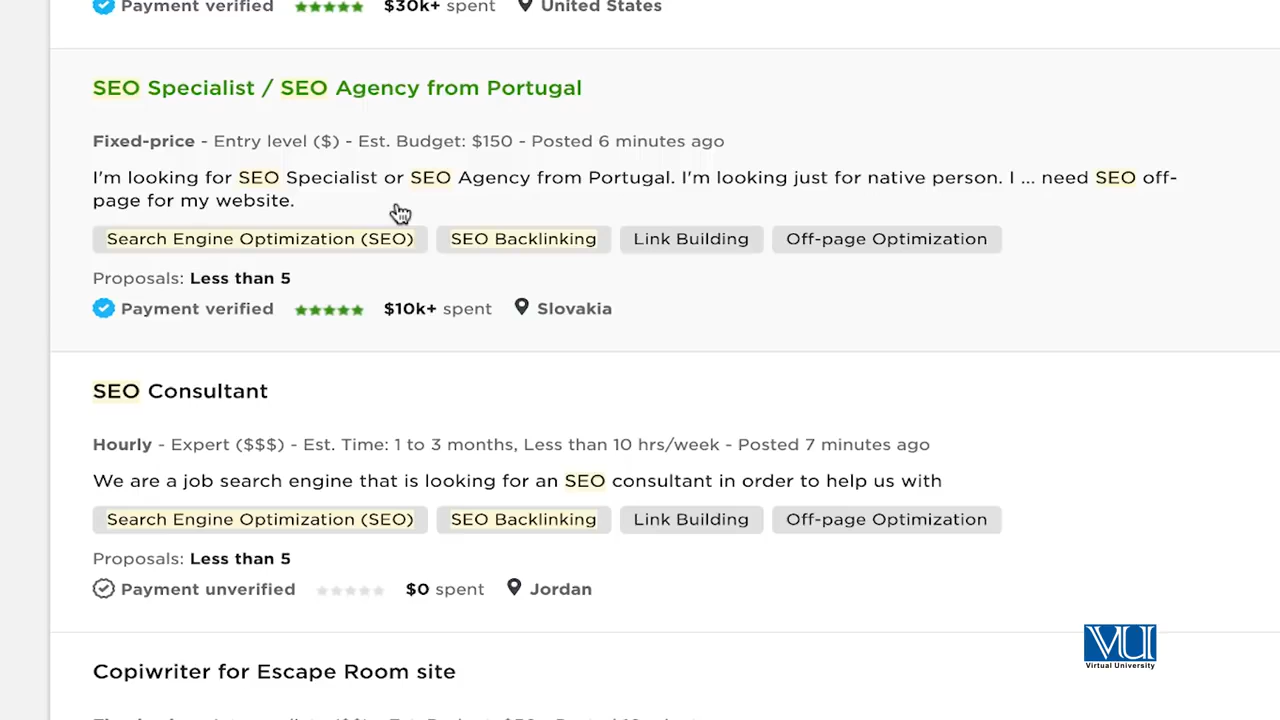 Payment verified $30k+ spent United States
SEO Specialist / SEO Agency from Portugal
Fixed-price - Entry level ($) - Est. Budget: $150 - Posted 6 minutes ago
I'm looking for SEO Specialist or SEO Agency from Portugal. I'm looking just for native person. I ... need SEO off-
page for my website.
Search Engine Optimization (SEO) SEO Backlinking Link Building Off-page Optimization
Proposals: Less than 5
Payment verified $10k+ spent Slovakia
SEO Consultant
Hourly - Expert ($$$) - Est. Time: 1 to 3 months, Less than 10 hrs/week - Posted 7 minutes ago
We are a job search engine that is looking for an SEO consultant in order to help us with
Search Engine Optimization (SEO) SEO Backlinking Link Building Off-page Optimization
Proposals: Less than 5
Payment unverified $0 spent Jordan
VU
Virtual University
Copiwriter for Escape Room site